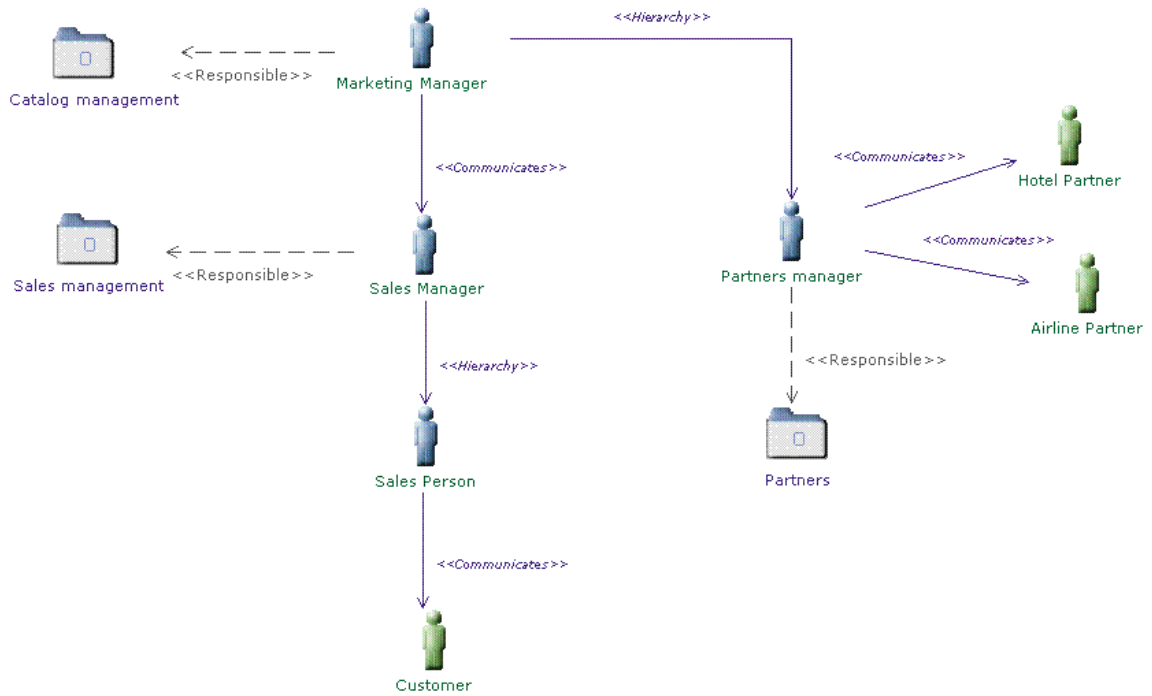 <<Hierarchy>>
<<Responsible>>
Marketing Manager
Catalog management
<<Communicates>>
<<Communicates>>
Hotel Partner
<<Communicates>>
<<Responsible>>
Sales management
Sales Manager
Partners manager
Airline Partner
<<Hierarchy>>
<<Responsible>>
Sales Person
Partners
<<Communicates>>
Customer